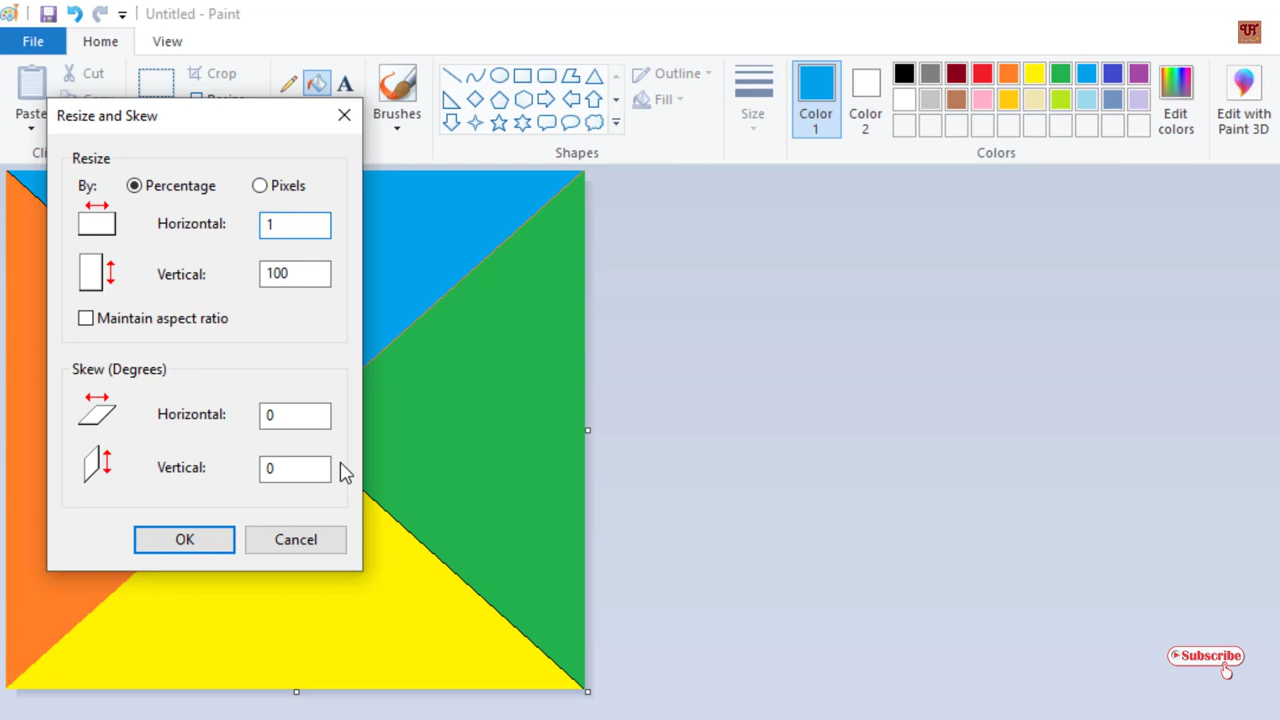 Untitled - Paint
File Home View
Cut
Crop
Paste
Brushes
Outline
Fill
Shapes
Size
Color 1
Color 2
Edit colors
Colors
Edit with Paint 3D
Resize and Skew
Resize
By: Percentage Pixels
Horizontal: 1
Vertical: 100
Maintain aspect ratio
Skew (Degrees)
Horizontal: 0
Vertical: 0
OK Cancel
Subscribe